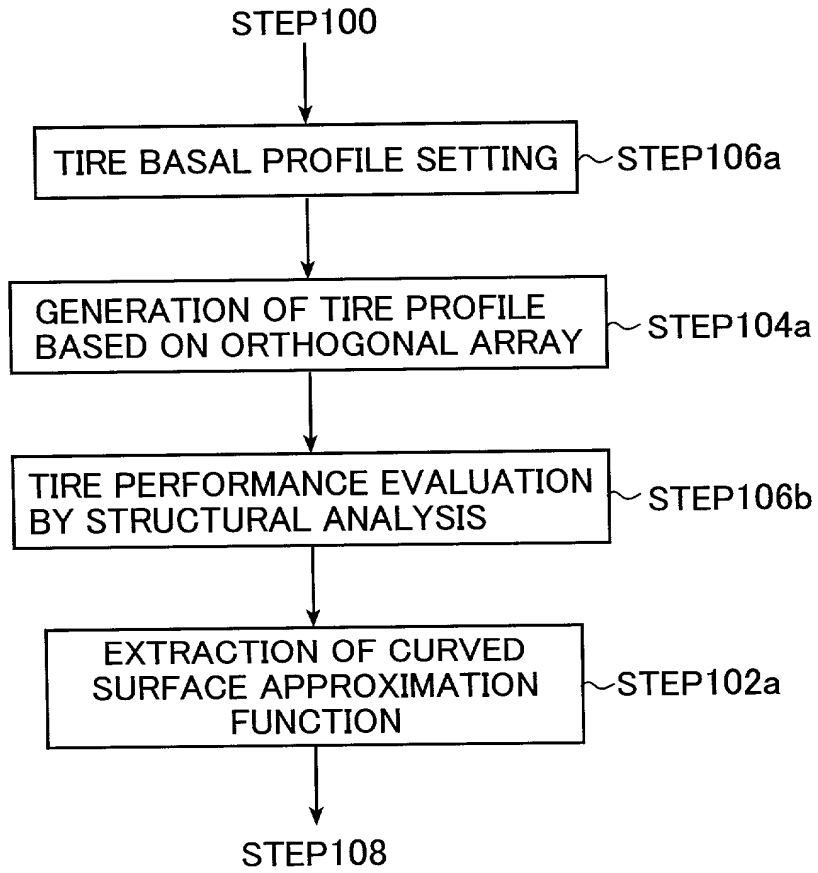 STEP100
TIRE BASAL PROFILE SETTING
STEP106a
GENERATION OF TIRE PROFILE
BASED ON ORTHOGONAL ARRAY
STEP104a
TIRE PERFORMANCE EVALUATION
BY STRUCTURAL ANALYSIS
STEP106b
EXTRACTION OF CURVED
SURFACE APPROXIMATION
FUNCTION
STEP102a
STEP108